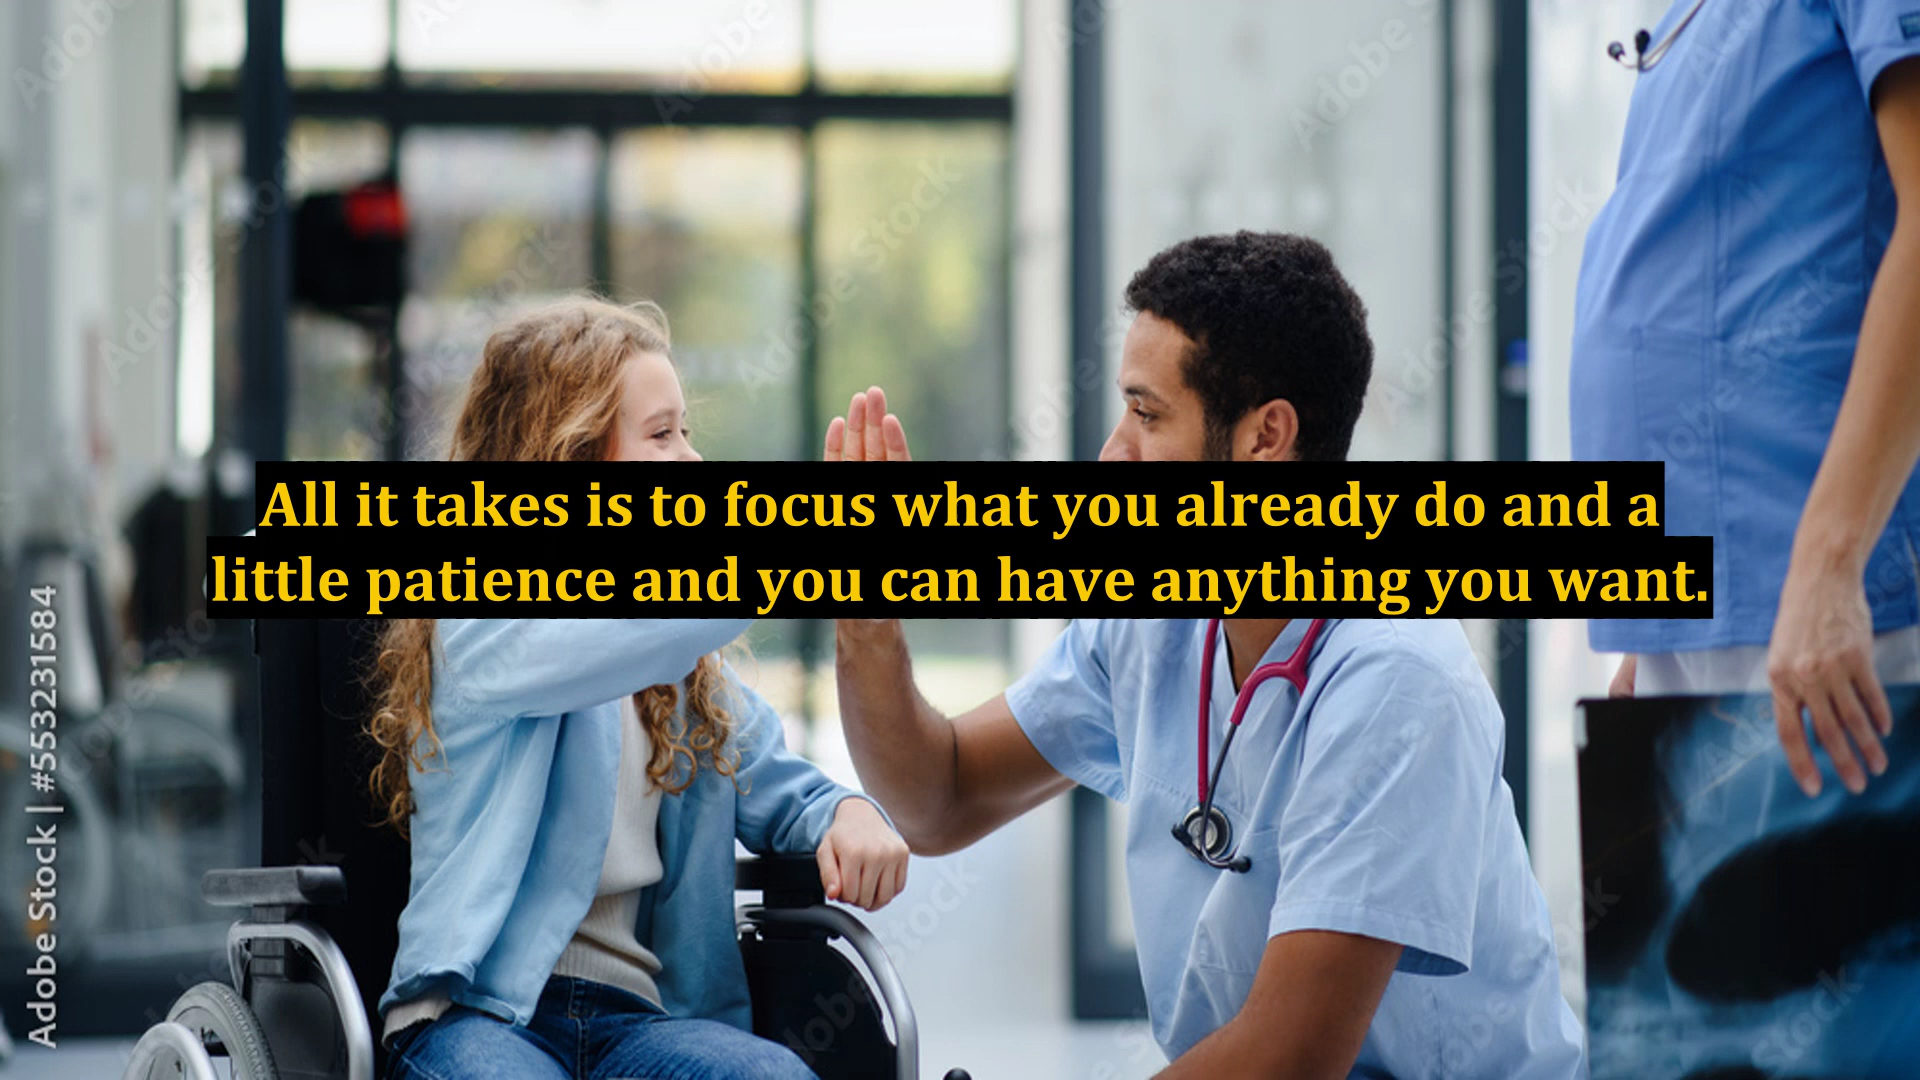 All it takes is to focus what you already do and a
little patience and you can have anything you want.
Adobe Stock | #553231584